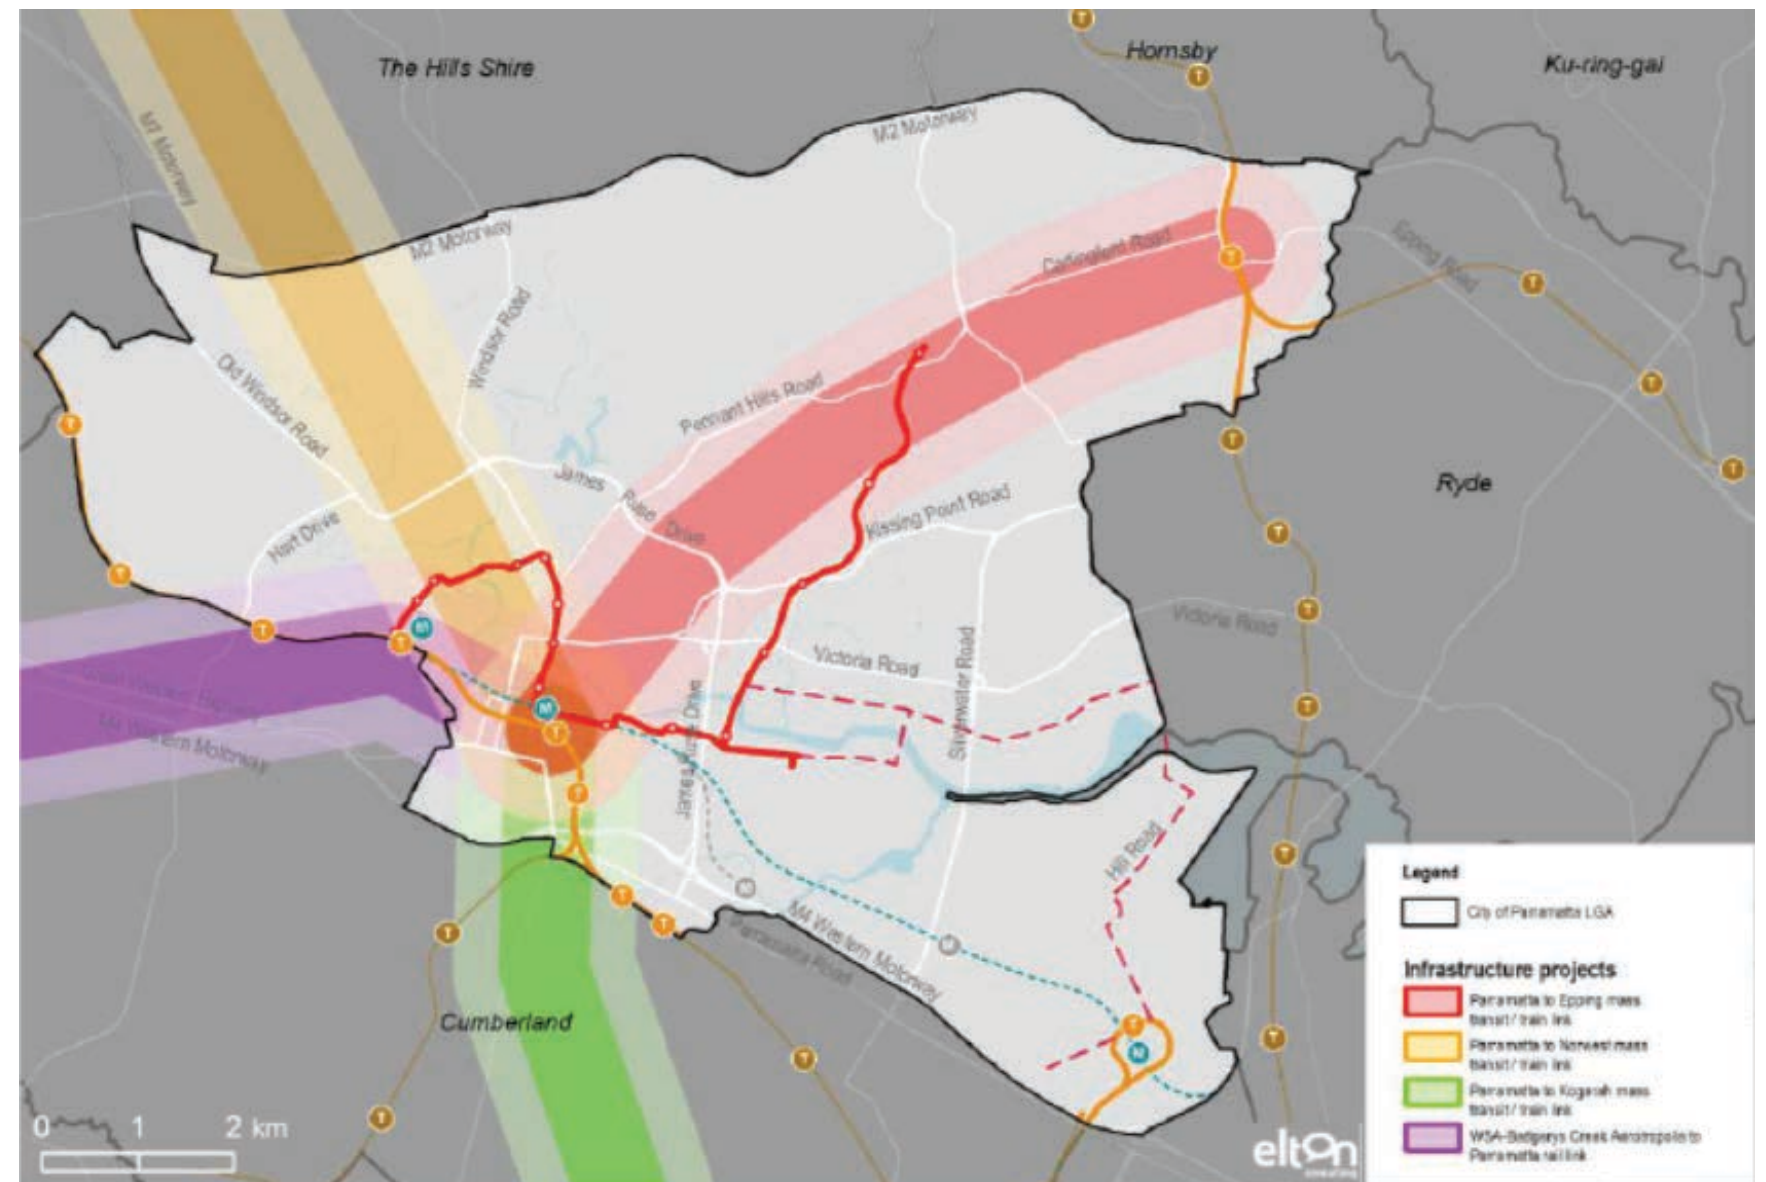 The Hills Shire
Hornsby
Ku-ring-gai
M7 Motorway
M2 Motorway
M2 Motorway
Carlingford Road
Epping Road
Windsor Road
Old Windsor Road
Pennant Hills Road
James Ruse Drive
Kissing Point Road
Ryde
Hart Drive
Victoria Road
Victoria Road
Silverwater Road
James Ruse Drive
M4 Western Motorway
Hill Road
M4 Western Motorway
Parramatta Road
Cumberland
0 1 2 km
elton
consulting
Legend
City of Parramatta LGA
Infrastructure projects
Parramatta to Epping mass
transit / train link
Parramatta to Norwest mass
transit / train link
Parramatta to Kogarah mass
transit / train link
WSA-Badgerys Creek Aerotropolis to
Parramatta rail link